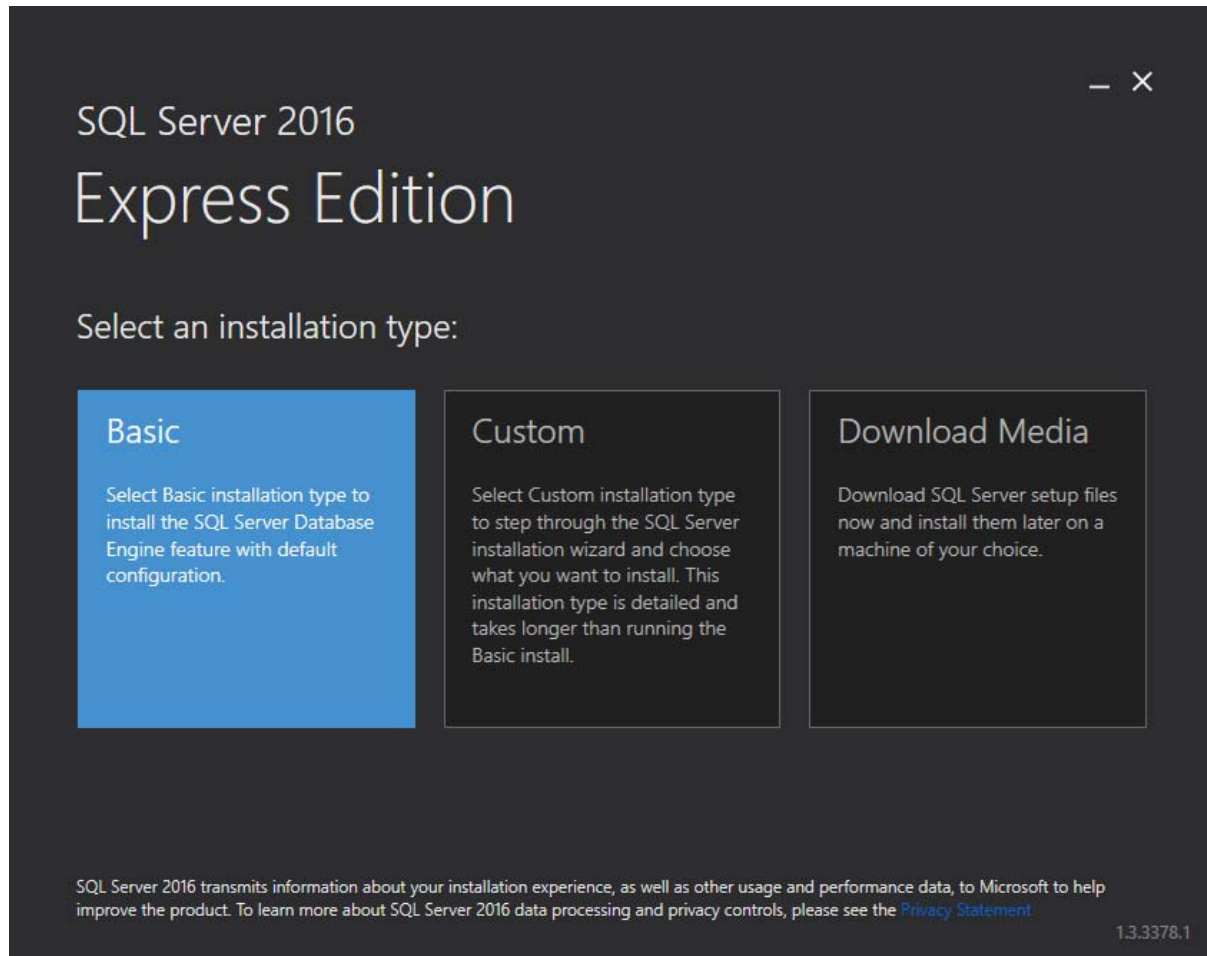 SQL Server 2016
Express Edition
Select an installation type:
Basic
Select Basic installation type to
install the SQL Server Database
Engine feature with default
configuration.
Custom
Select Custom installation type
to step through the SQL Server
installation wizard and choose
what you want to install. This
installation type is detailed and
takes longer than running the
Basic install.
Download Media
Download SQL Server setup files
now and install them later on a
machine of your choice.
SQL Server 2016 transmits information about your installation experience, as well as other usage and performance data, to Microsoft to help
improve the product. To learn more about SQL Server 2016 data processing and privacy controls, please see the Privacy Statement
1.3.3378.1